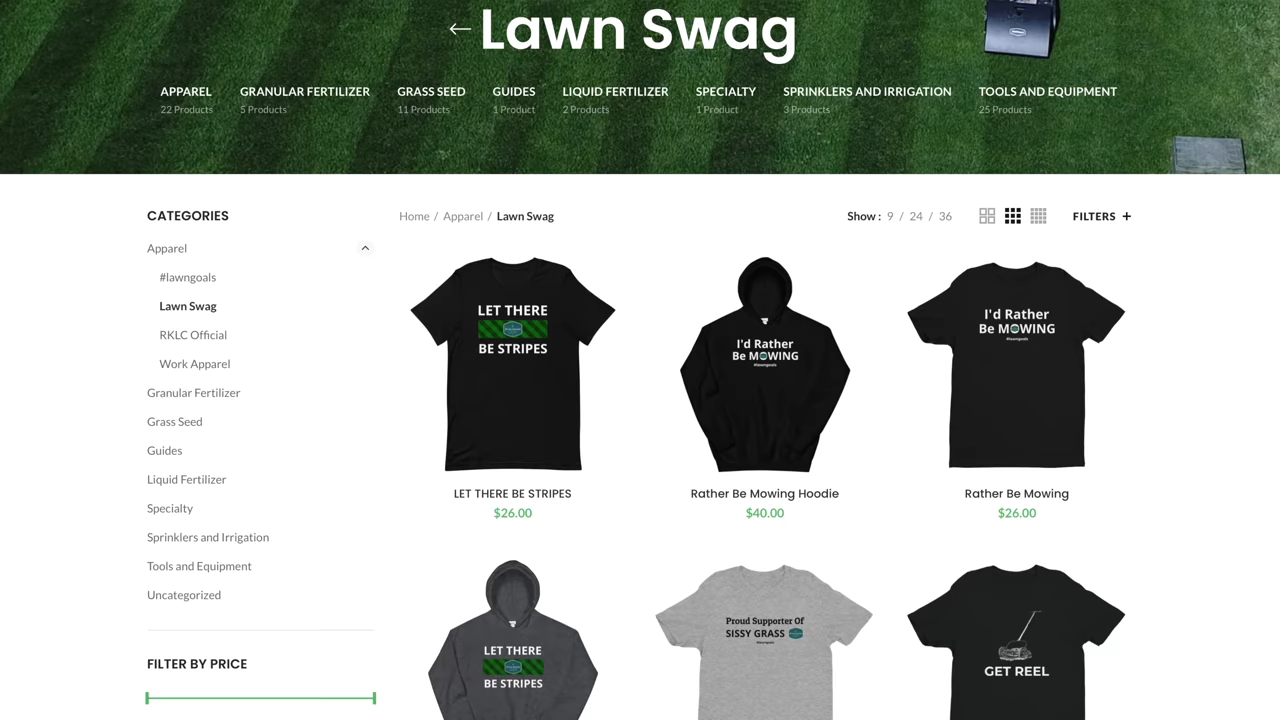 Lawn Swag
APPAREL
22 Products
GRANULAR FERTILIZER
5 Products
GRASS SEED
11 Products
GUIDES
1 Product
LIQUID FERTILIZER
2 Products
SPECIALTY
1 Product
SPRINKLERS AND IRRIGATION
3 Products
TOOLS AND EQUIPMENT
25 Products
CATEGORIES
Apparel
#lawngoals
Lawn Swag
RKLC Official
Work Apparel
Granular Fertilizer
Grass Seed
Guides
Liquid Fertilizer
Specialty
Sprinklers and Irrigation
Tools and Equipment
Uncategorized
FILTER BY PRICE
Home / Apparel / Lawn Swag
Show : 9 / 24 / 36
FILTERS +
LET THERE
BE STRIPES
LET THERE BE STRIPES
$26.00
I'd Rather
Be MOWING
#lawngoals
Rather Be Mowing Hoodie
$40.00
I'd Rather
Be MOWING
#lawngoals
Rather Be Mowing
$26.00
LET THERE
BE STRIPES
Proud Supporter Of
SISSY GRASS
#lawngoals
GET REEL